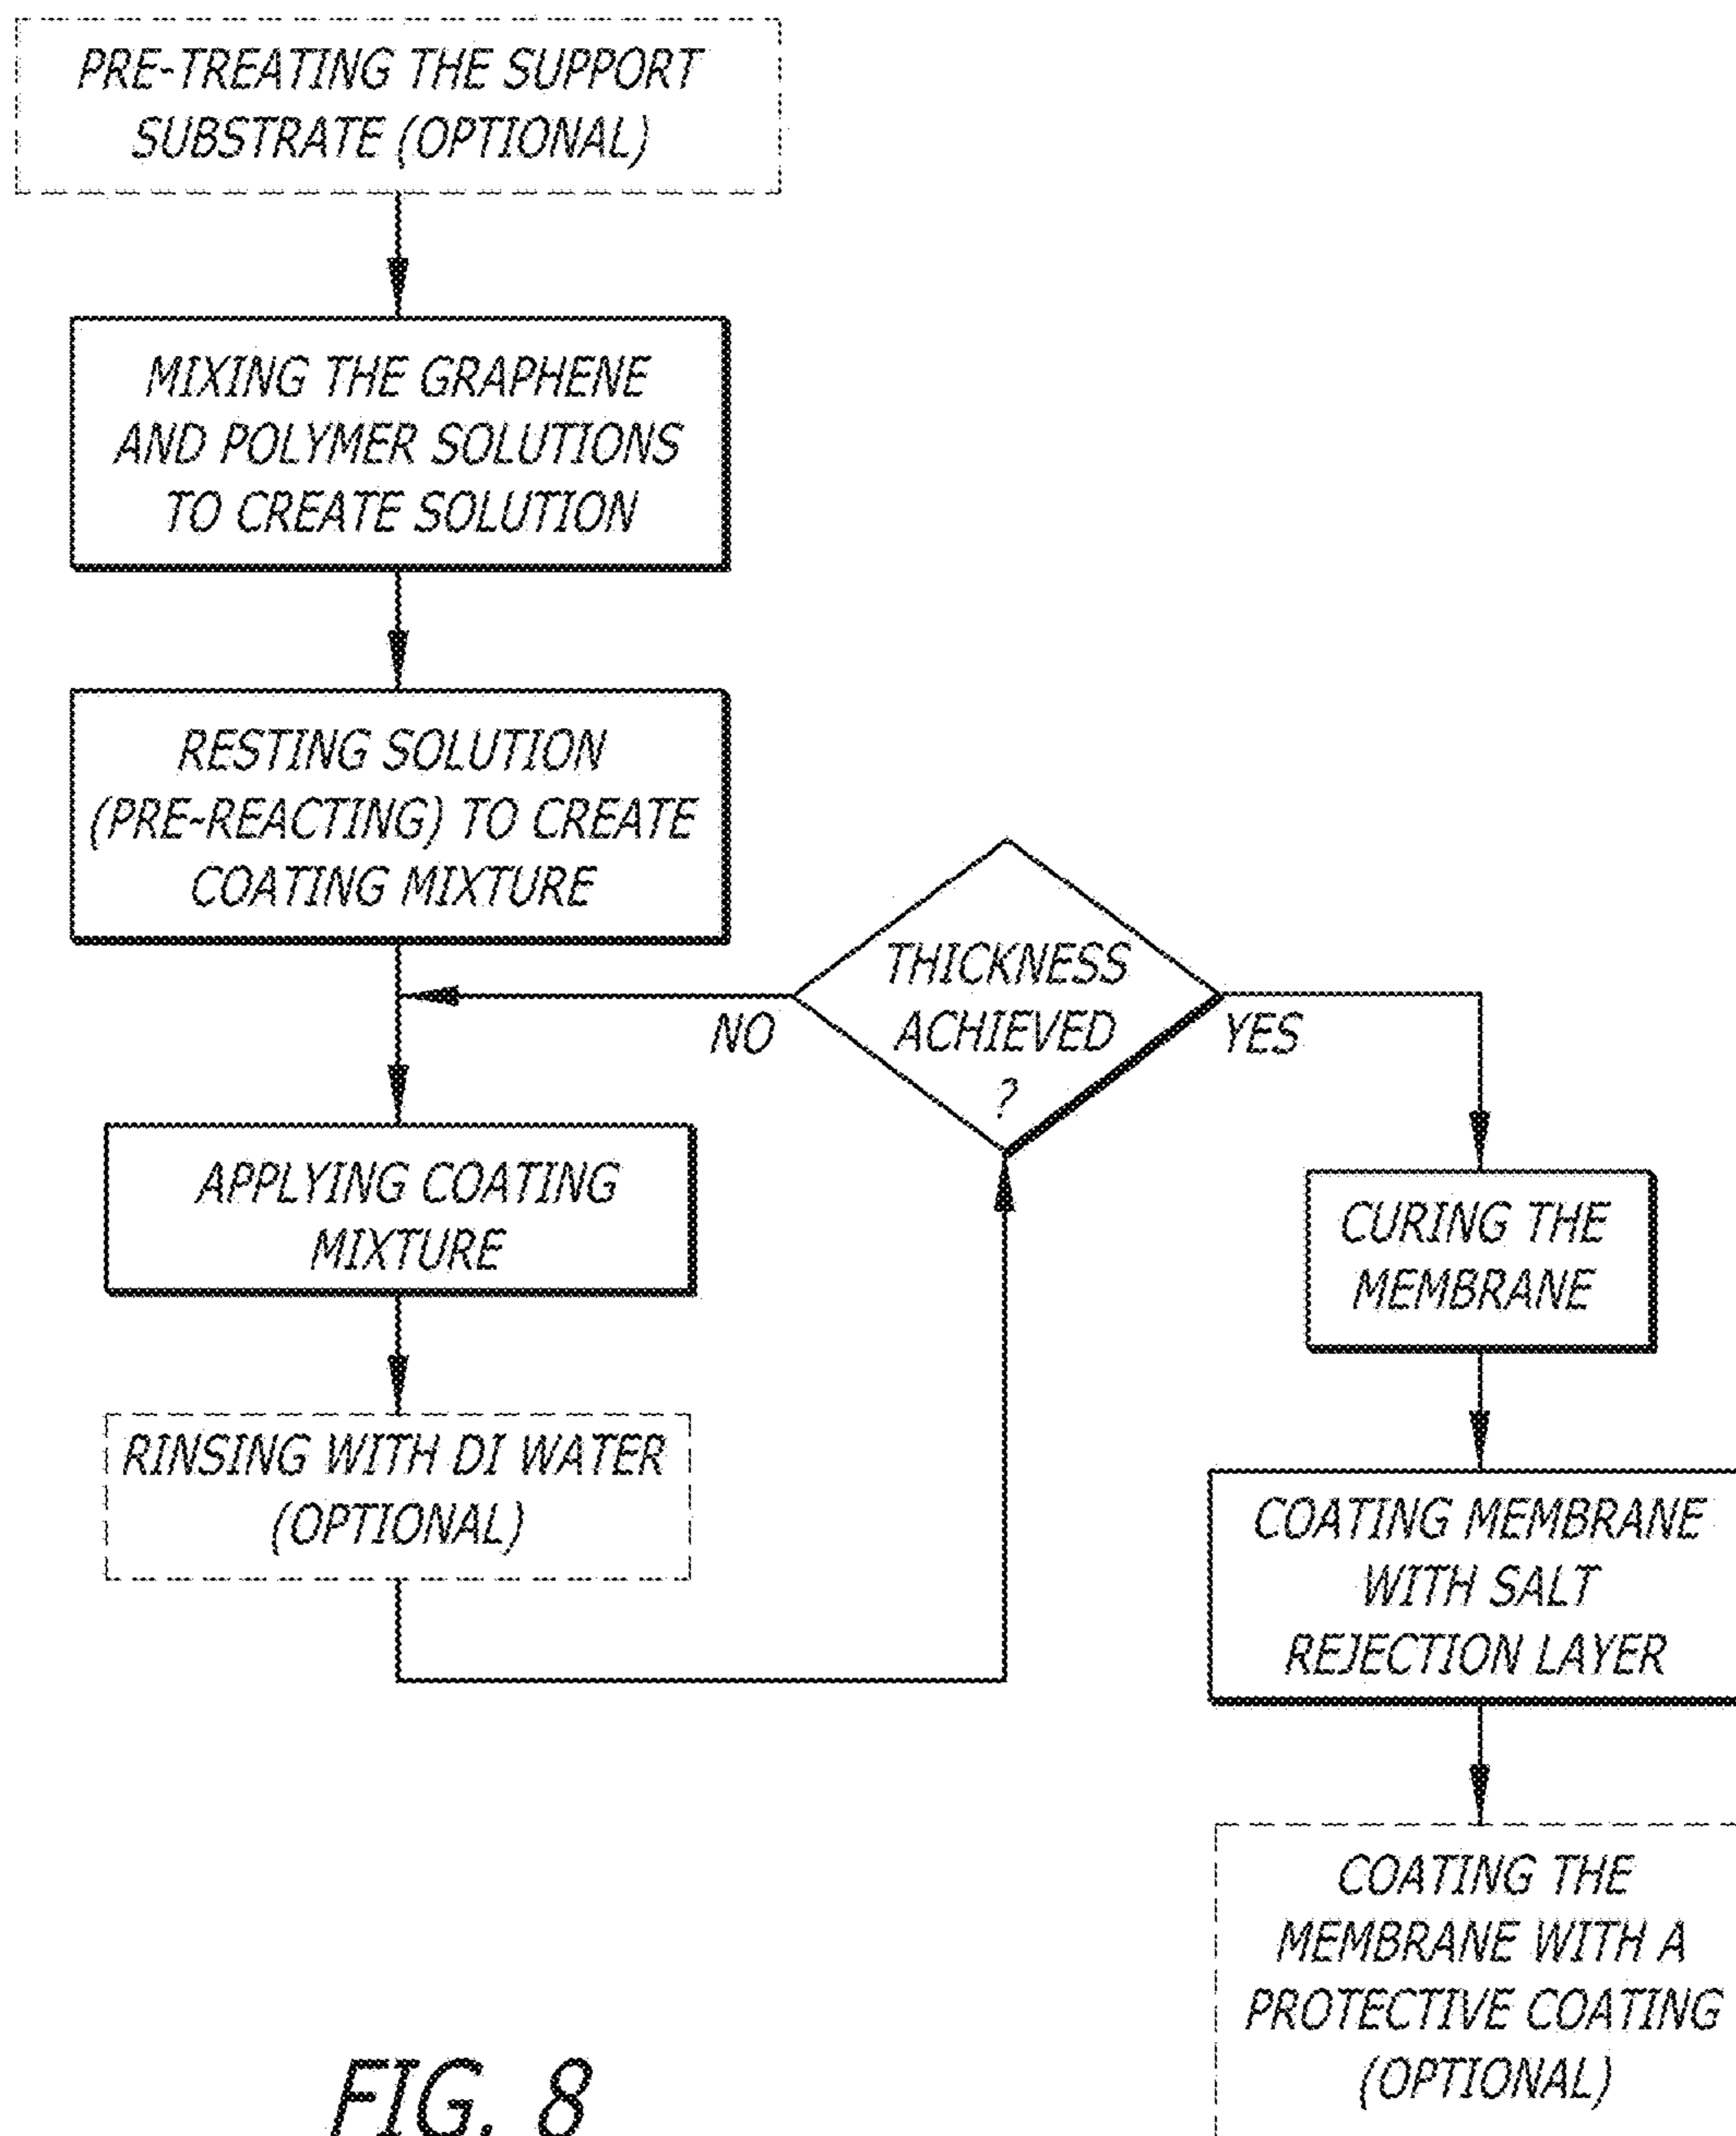 PRE-TREATING THE SUPPORT
SUBSTRATE (OPTIONAL)
MIXING THE GRAPHENE
AND POLYMER SOLUTIONS
TO CREATE SOLUTION
RESTING SOLUTION
(PRE-REACTING) TO CREATE
COATING MIXTURE
THICKNESS
ACHIEVED
?
NO
YES
APPLYING COATING
MIXTURE
RINSING WITH DI WATER
(OPTIONAL)
CURING THE
MEMBRANE
COATING MEMBRANE
WITH SALT
REJECTION LAYER
COATING THE
MEMBRANE WITH A
PROTECTIVE COATING
(OPTIONAL)
FIG. 8